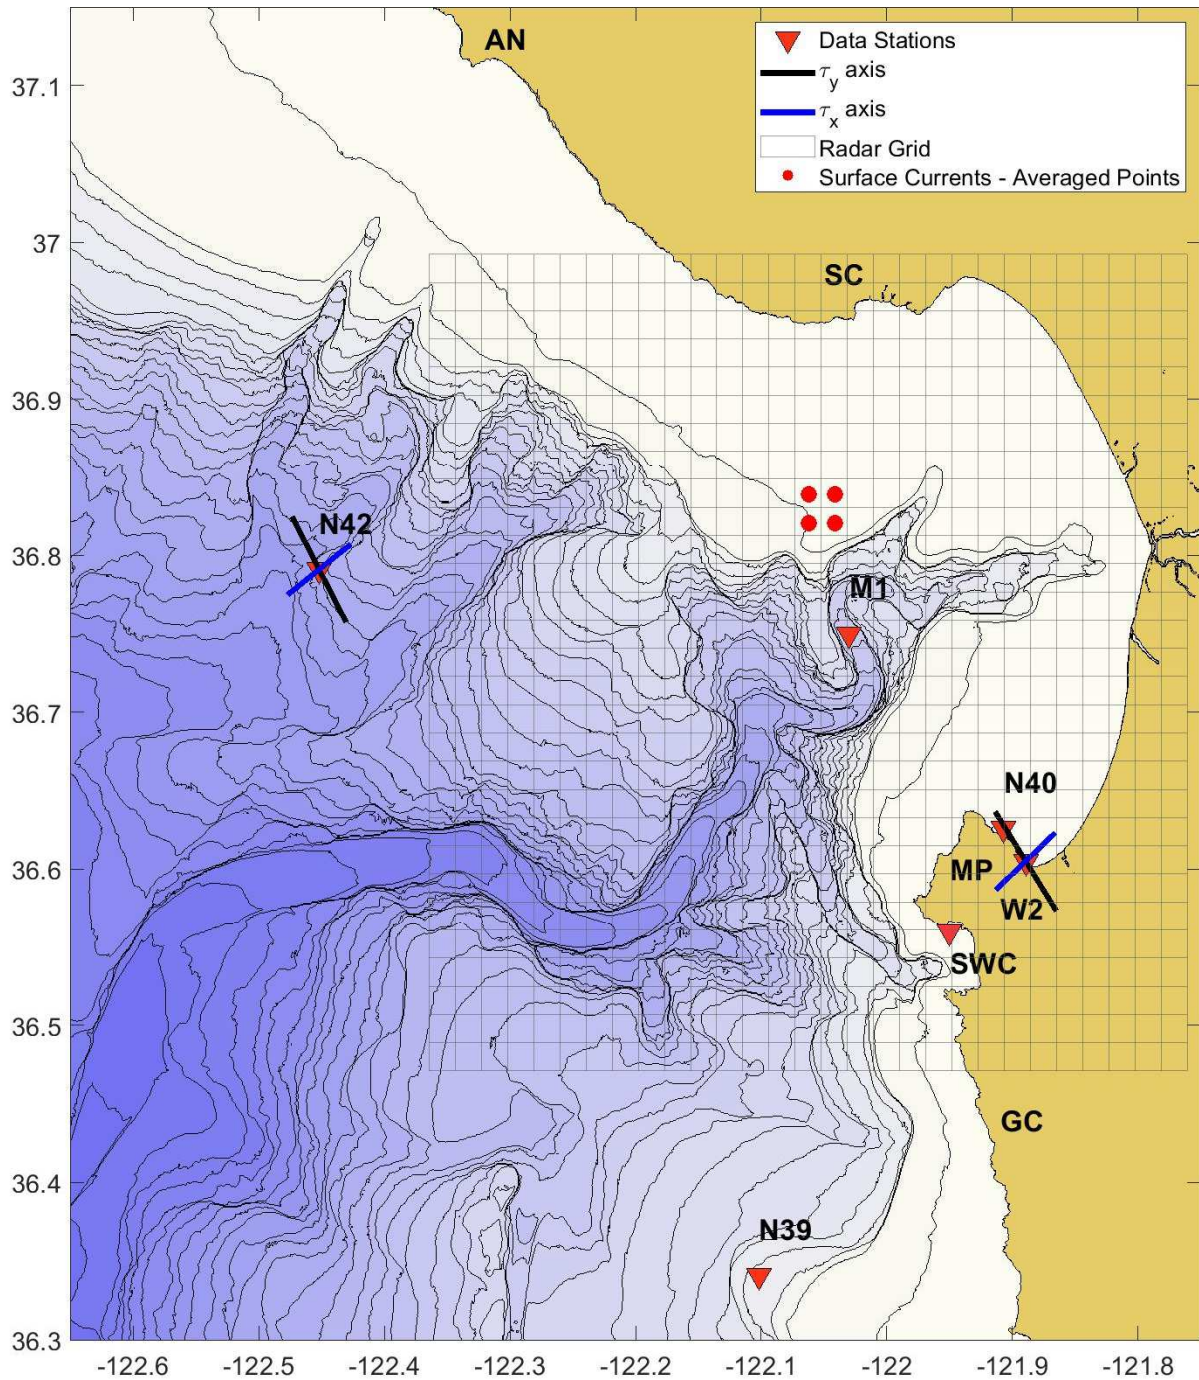 AN
Data Stations
τy axis
τx axis
Radar Grid
Surface Currents - Averaged Points
37.1
37
SC
36.9
N42
36.8
M1
36.7
N40
MP
36.6
W2
SWC
36.5
GC
36.4
N39
36.3
-122.6 -122.5 -122.4 -122.3 -122.2 -122.1 -122 -121.9 -121.8